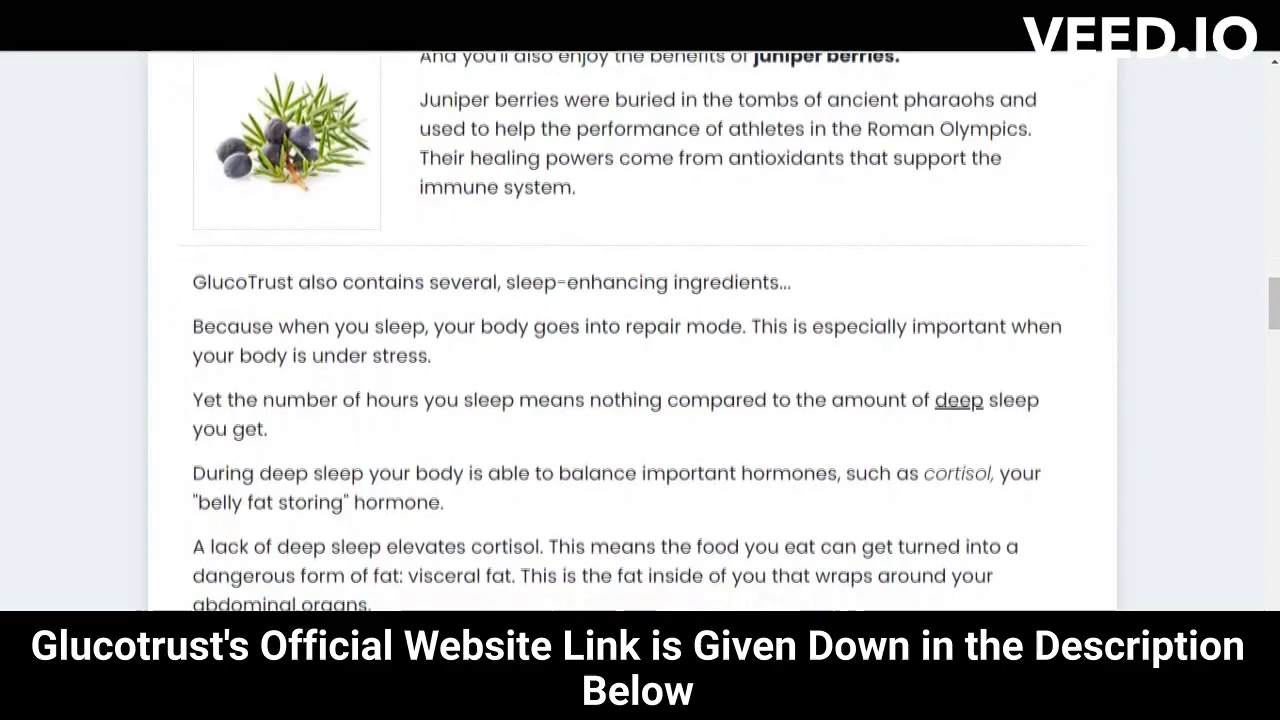 VEED.IO
And you'll also enjoy the benefits of juniper berries.
Juniper berries were buried in the tombs of ancient pharaohs and
used to help the performance of athletes in the Roman Olympics.
Their healing powers come from antioxidants that support the
immune system.
GlucoTrust also contains several, sleep-enhancing ingredients...
Because when you sleep, your body goes into repair mode. This is especially important when
your body is under stress.
Yet the number of hours you sleep means nothing compared to the amount of deep sleep
you get.
During deep sleep your body is able to balance important hormones, such as cortisol, your
"belly fat storing" hormone.
A lack of deep sleep elevates cortisol. This means the food you eat can get turned into a
dangerous form of fat: visceral fat. This is the fat inside of you that wraps around your
abdominal organs.
Glucotrust's Official Website Link is Given Down in the Description
Below